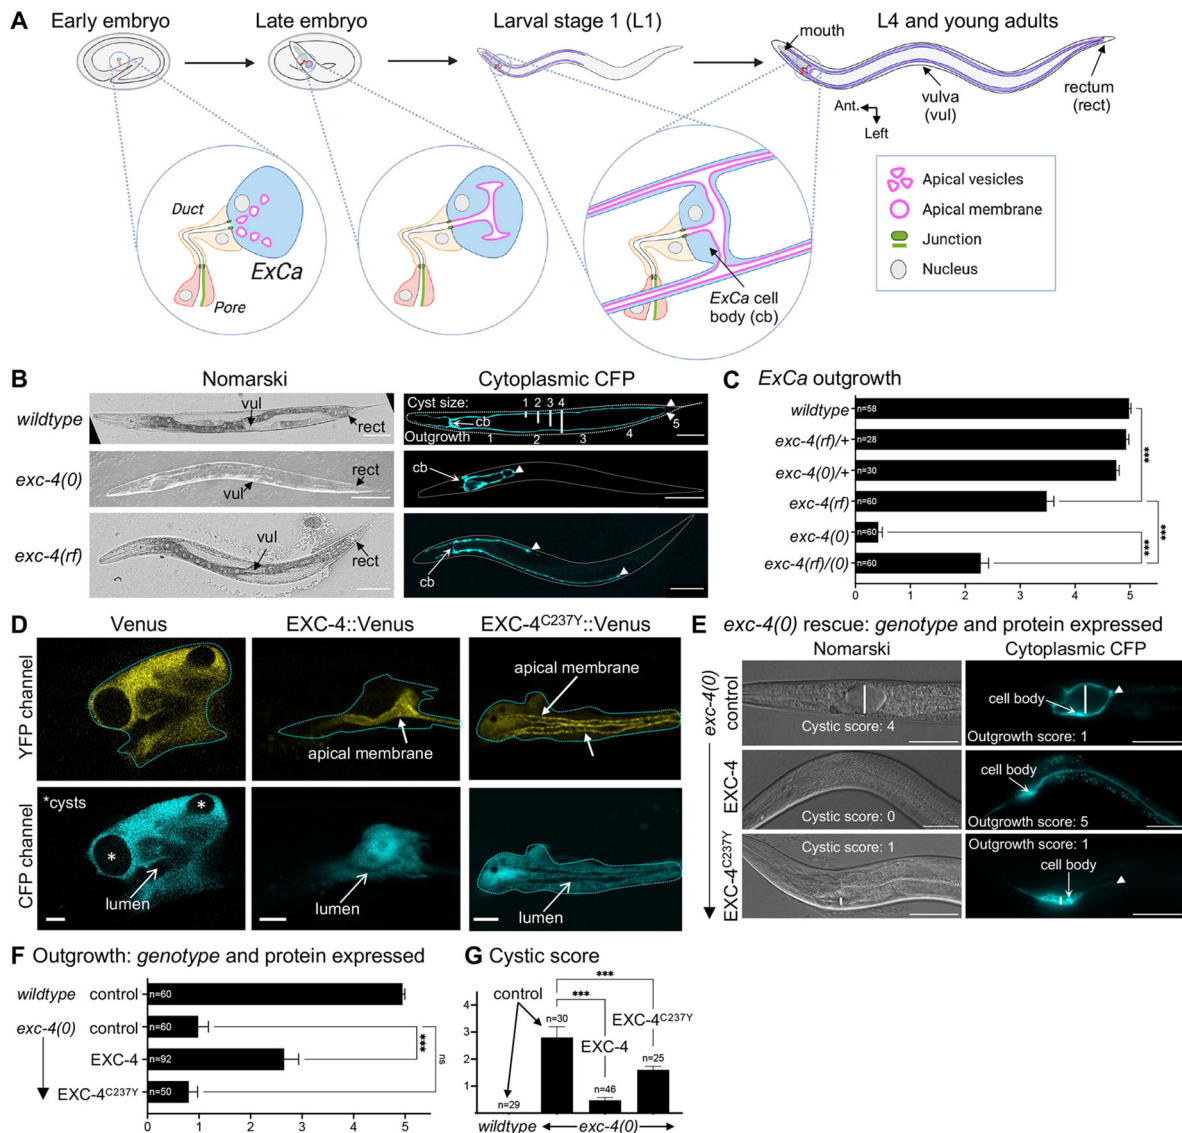 A
Early embryo
Late embryo
Larval stage 1 (L1)
L4 and young adults
mouth
vulva
(vul)
rectum
(rect)
Ant.
Left
Duct
ExCa
Pore
ExCa cell
body (cb)
Apical vesicles
Apical membrane
Junction
Nucleus
B
Nomarski
Cytoplasmic CFP
wildtype
vul
rect
Cyst size:
1 2 3 4
cb
Outgrowth
1 2 3 4 5
exc-4(0)
vul
rect
cb
exc-4(rf)
vul
rect
cb
C ExCa outgrowth
wildtype
n=58
exc-4(rf)/+
n=28
exc-4(0)/+
n=30
exc-4(rf)
n=60
exc-4(0)
n=60
exc-4(rf)/(0)
n=60
***
***
***
0 1 2 3 4 5
D
Venus
EXC-4::Venus
EXC-4C237Y::Venus
YFP channel
apical membrane
apical membrane
CFP channel
*cysts
*
*
lumen
lumen
lumen
E exc-4(0) rescue: genotype and protein expressed
Nomarski
Cytoplasmic CFP
exc-4(0)
control
Cystic score: 4
cell body
Outgrowth score: 1
EXC-4
Cystic score: 0
cell body
Outgrowth score: 5
EXC-4C237Y
Cystic score: 1
Outgrowth score: 1
cell body
F Outgrowth: genotype and protein expressed
wildtype control
n=60
exc-4(0) control
n=60
EXC-4
n=92
EXC-4C237Y
n=50
***
ns
0 1 2 3 4 5
G Cystic score
control
***
***
n=30
EXC-4C237Y
EXC-4
n=25
n=46
n=29
4
3
2
1
wildtype
exc-4(0)